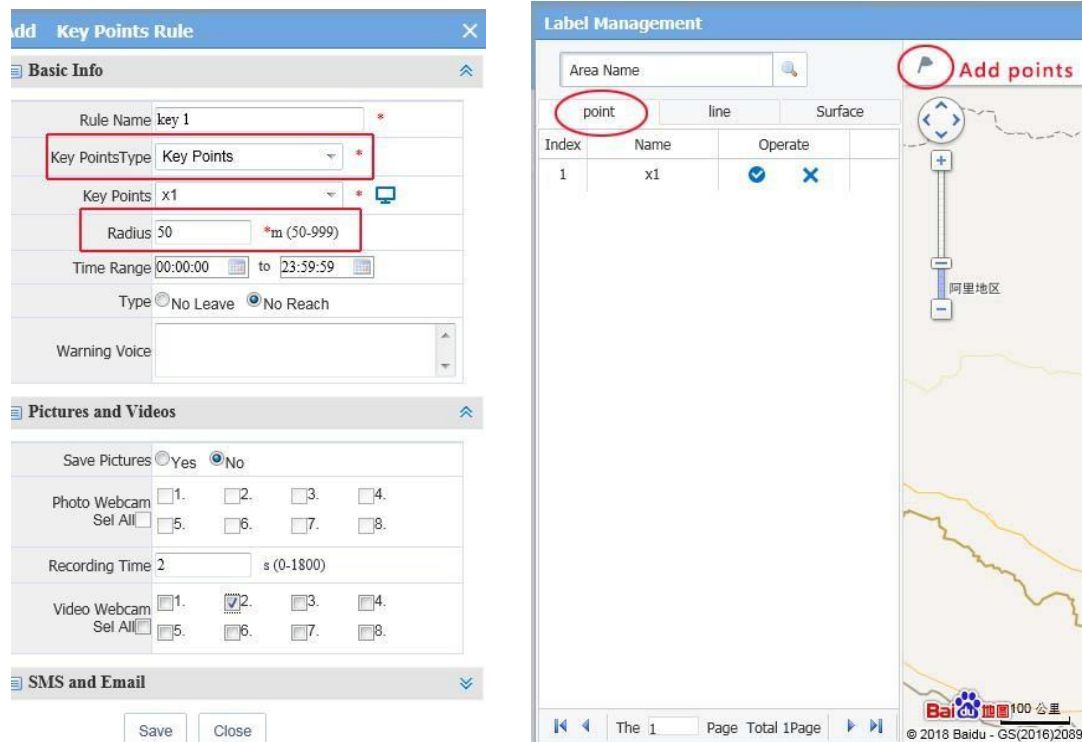 Add Key Points Rule
Basic Info
Rule Name key 1 *
Key PointsType Key Points *
Key Points x1 *
Radius 50 *m (50-999)
Time Range 00:00:00 to 23:59:59
Type No Leave No Reach
Warning Voice
Pictures and Videos
Save Pictures Yes No
Photo Webcam 1. 2. 3. 4.
Sel All 5. 6. 7. 8.
Recording Time 2 s (0-1800)
Video Webcam 1. 2. 3. 4.
Sel All 5. 6. 7. 8.
SMS and Email
Save Close
Label Management
Area Name
Add points
point line Surface
Index Name Operate
1 x1
阿里地区
The 1 Page Total 1Page
Bai du 地图 100 公里
© 2018 Baidu - GS(2016)2089